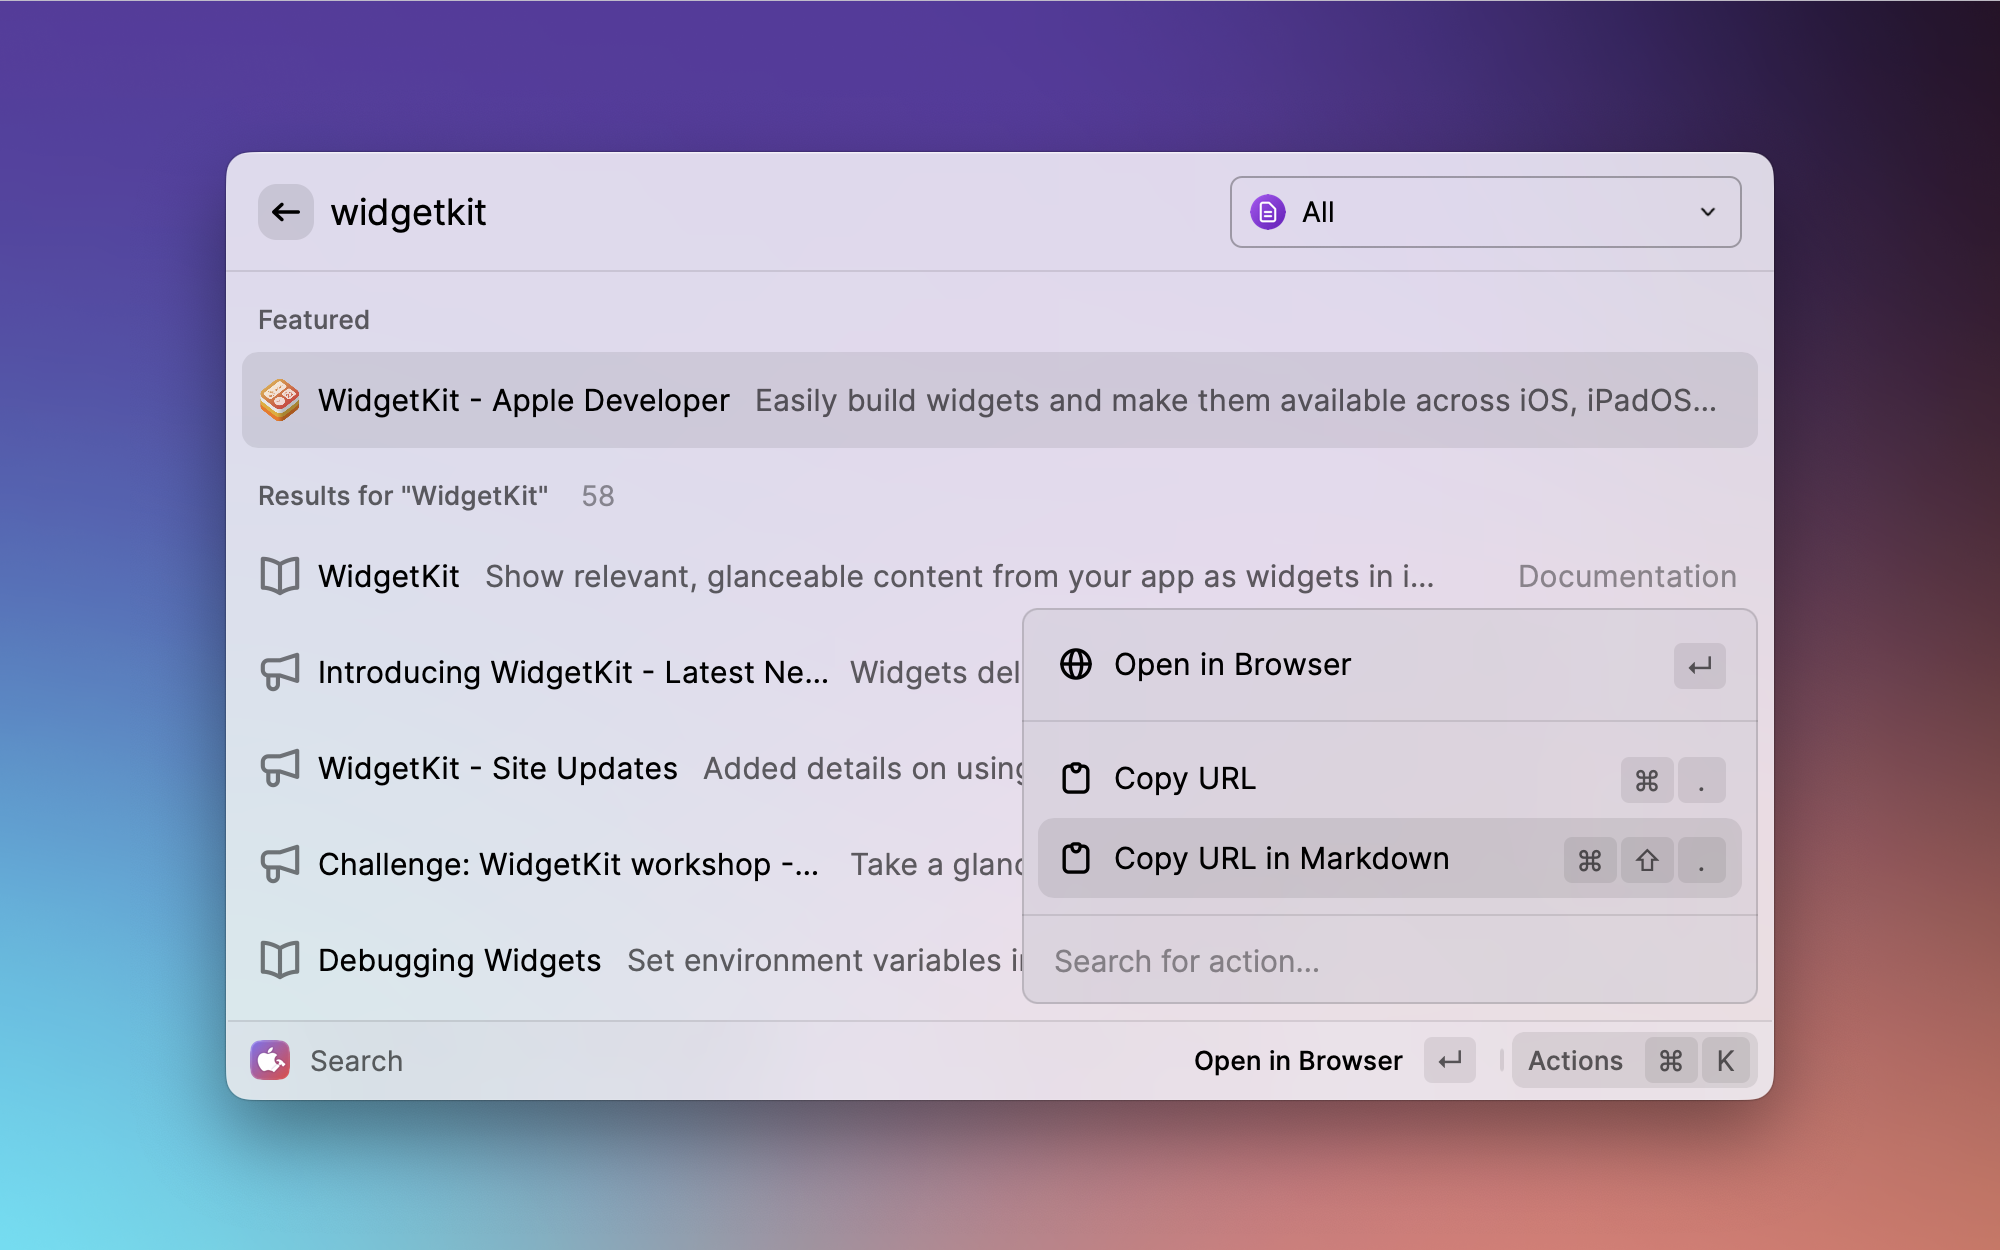 widgetkit
All
Featured
WidgetKit - Apple Developer Easily build widgets and make them available across iOS, iPadOS...
Results for "WidgetKit" 58
WidgetKit Show relevant, glanceable content from your app as widgets in i... Documentation
Introducing WidgetKit - Latest Ne... Widgets del
WidgetKit - Site Updates Added details on using
Challenge: WidgetKit workshop -... Take a glanc
Debugging Widgets Set environment variables in
Open in Browser ↵
Copy URL ⌘ .
Copy URL in Markdown ⌘ ⇧ .
Search for action...
Search
Open in Browser ↵
Actions ⌘ K